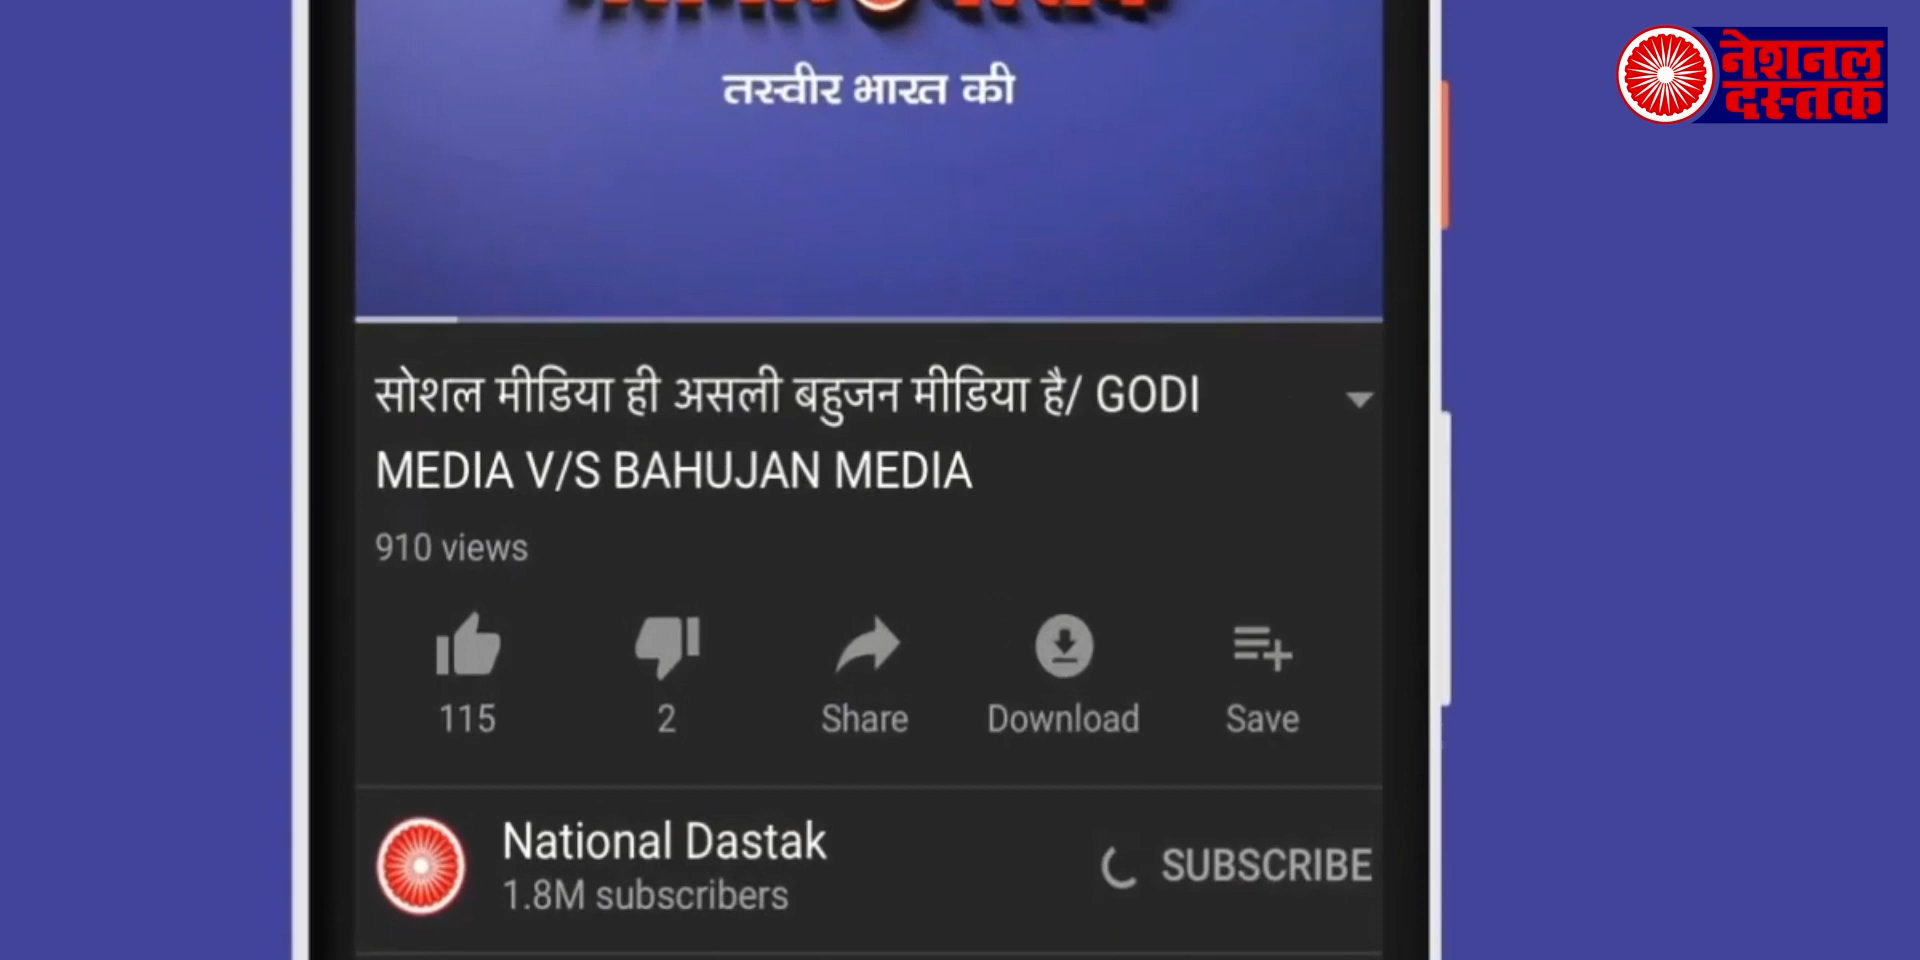 नेशनल
दस्तक
तस्वीर भारत की
सोशल मीडिया ही असली बहुजन मीडिया है/ GODI
MEDIA V/S BAHUJAN MEDIA
910 views
115 2 Share Download Save
National Dastak
1.8M subscribers
SUBSCRIBE